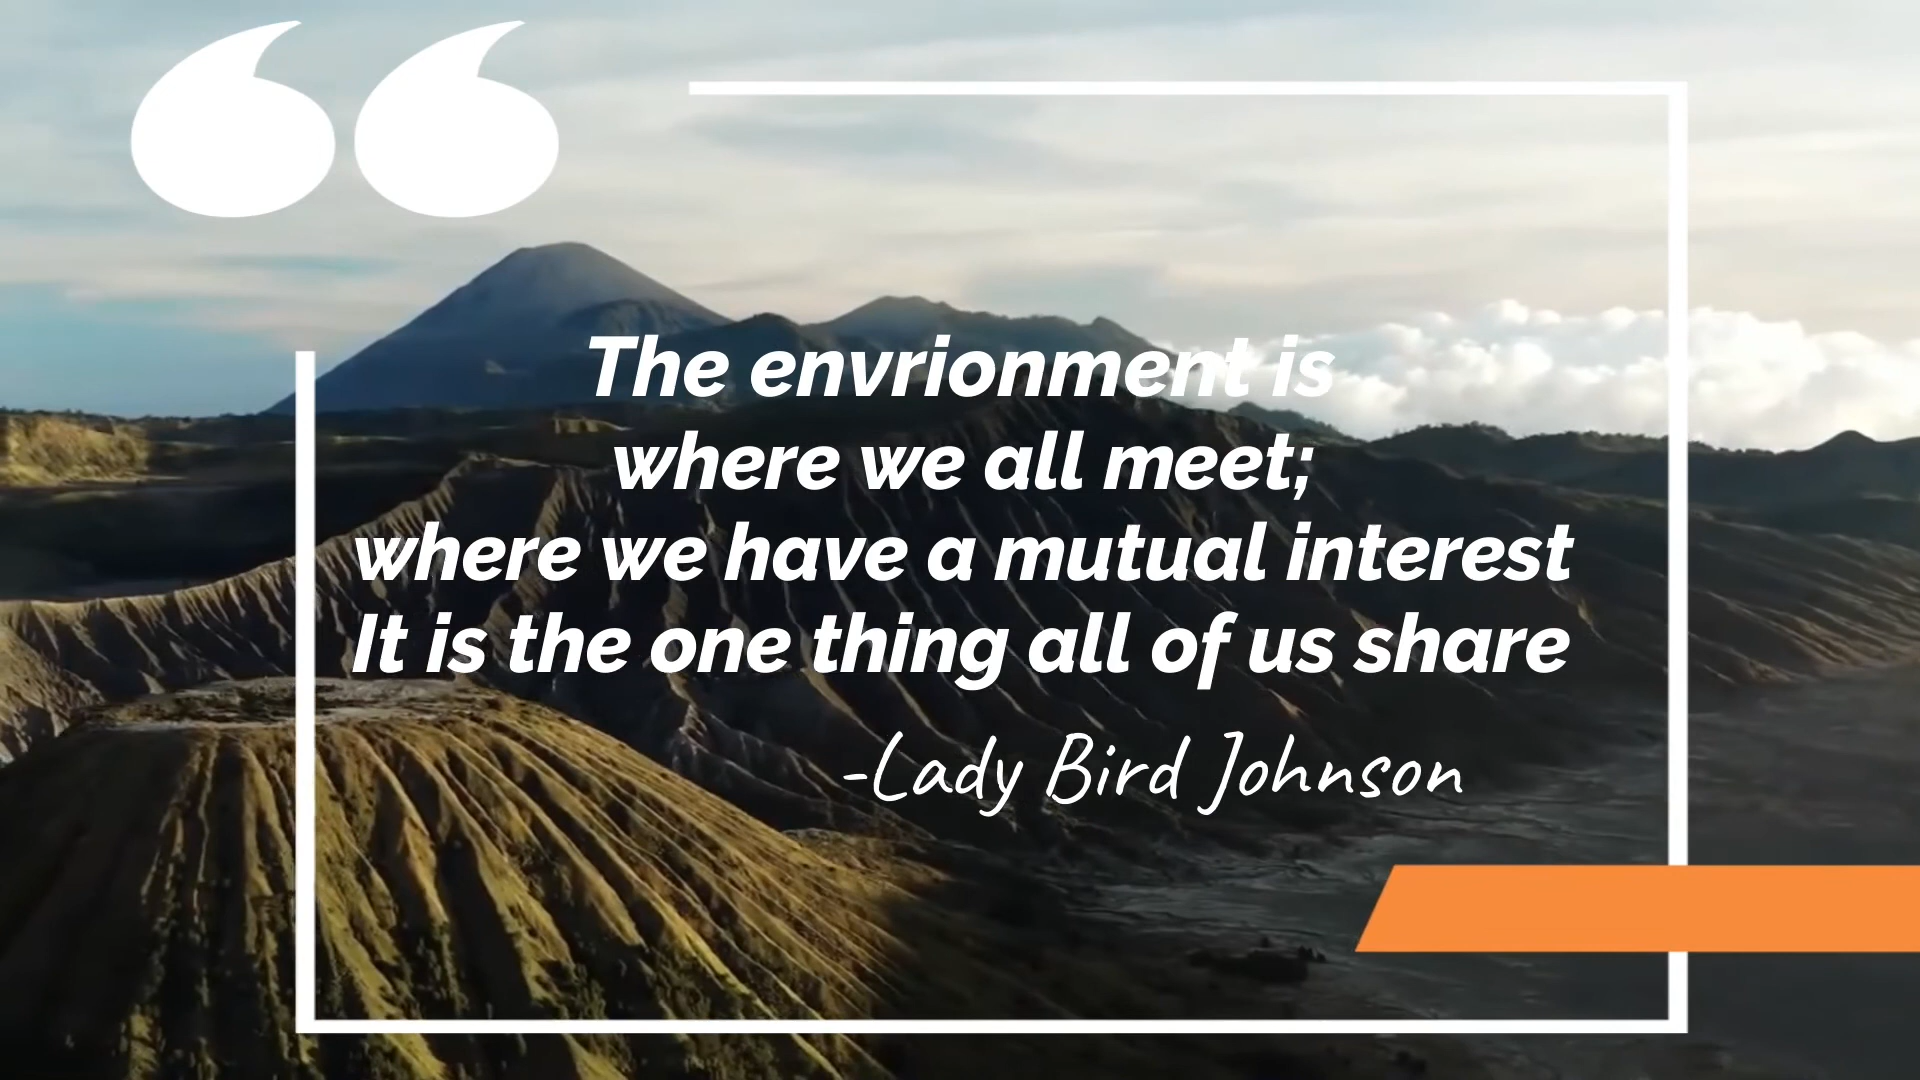 The envrionment is
where we all meet;
where we have a mutual interest
It is the one thing all of us share
-Lady Bird Johnson